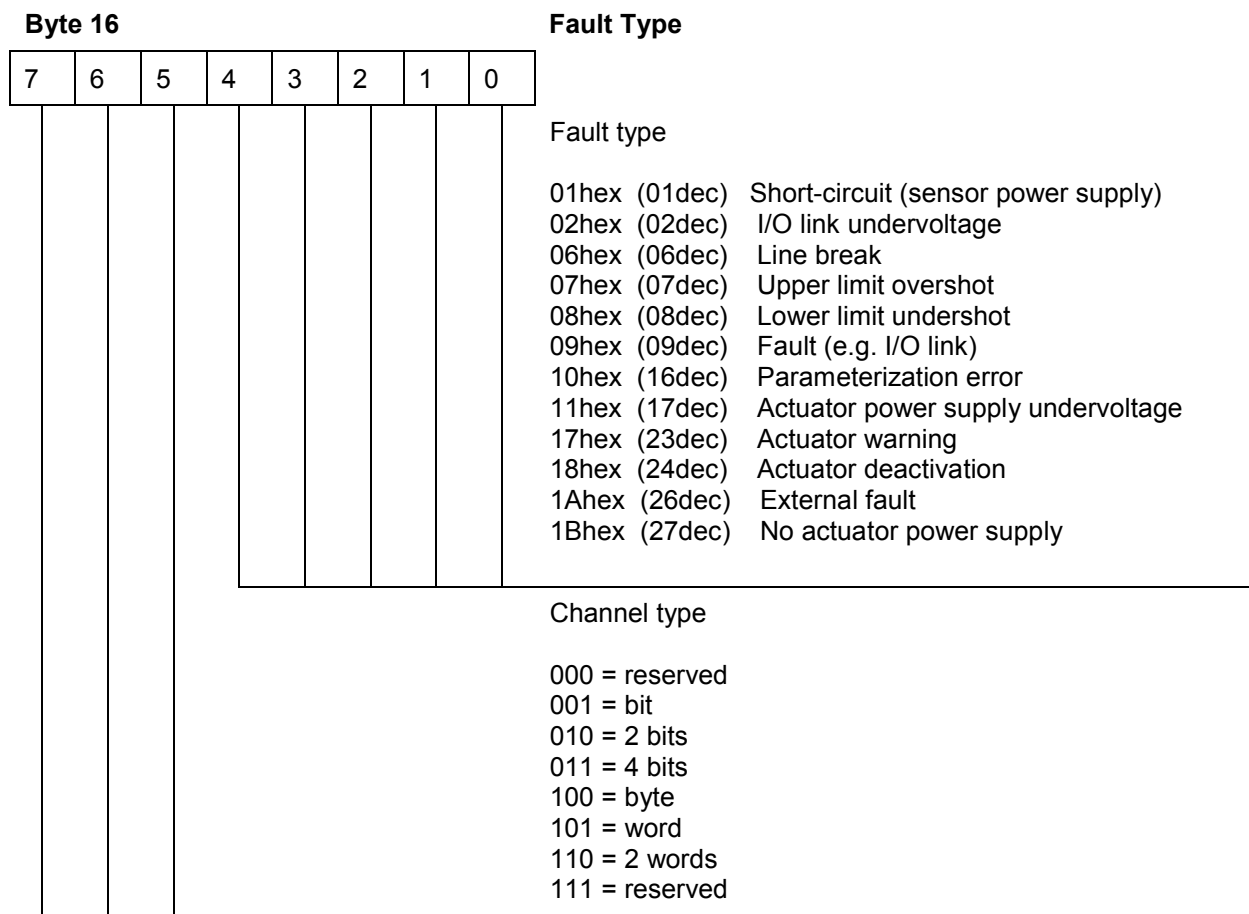 Byte 16 Fault Type
7 6 5 4 3 2 1 0
Fault type
01hex (01dec) Short-circuit (sensor power supply)
02hex (02dec) I/O link undervoltage
06hex (06dec) Line break
07hex (07dec) Upper limit overshot
08hex (08dec) Lower limit undershot
09hex (09dec) Fault (e.g. I/O link)
10hex (16dec) Parameterization error
11hex (17dec) Actuator power supply undervoltage
17hex (23dec) Actuator warning
18hex (24dec) Actuator deactivation
1Ahex (26dec) External fault
1Bhex (27dec) No actuator power supply
Channel type
000 = reserved
001 = bit
010 = 2 bits
011 = 4 bits
100 = byte
101 = word
110 = 2 words
111 = reserved